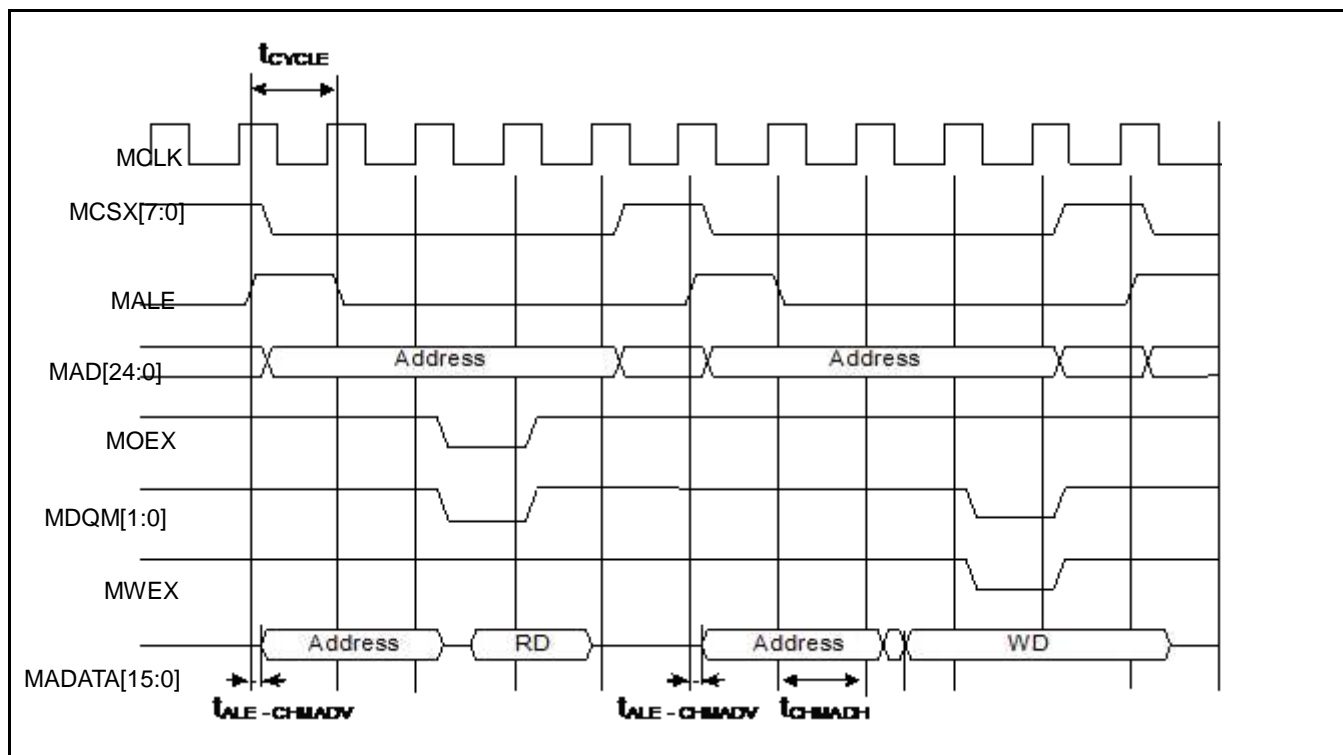 tCYCLE
MCLK
MCSX[7:0]
MALE
MAD[24:0]
Address
Address
MOEX
MDQM[1:0]
MWEX
MADATA[15:0]
Address
RD
Address
WD
tALE - CHMADV
tALE - CHMADV
tCHMADH